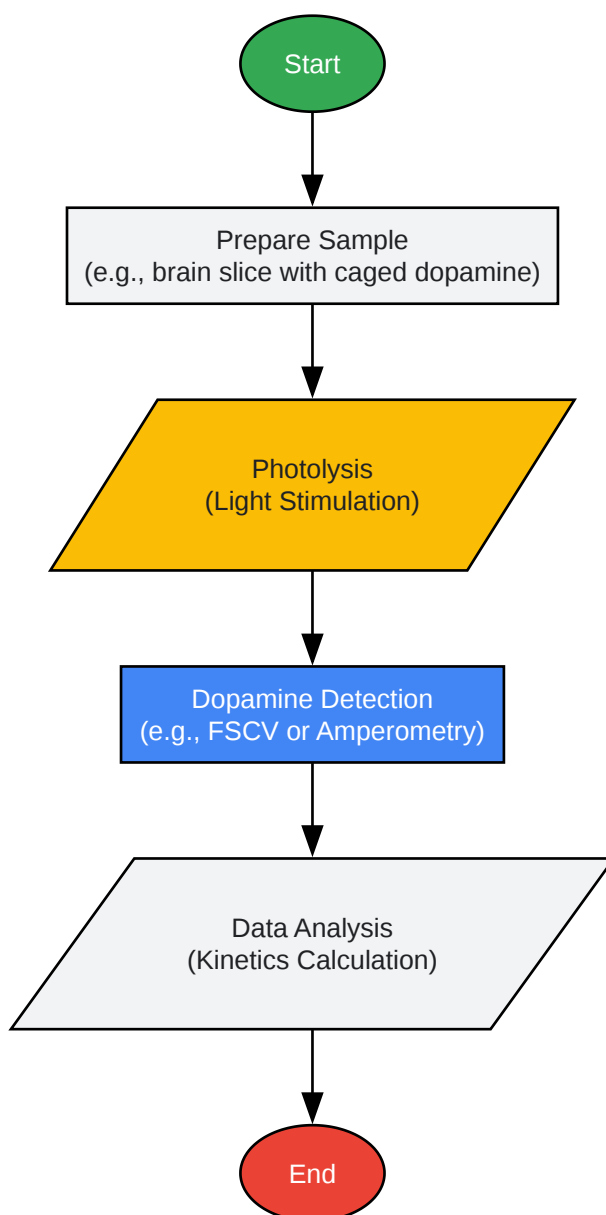 Start
Prepare Sample
(e.g., brain slice with caged dopamine)
Photolysis
(Light Stimulation)
Dopamine Detection
(e.g., FSCV or Amperometry)
Data Analysis
(Kinetics Calculation)
End